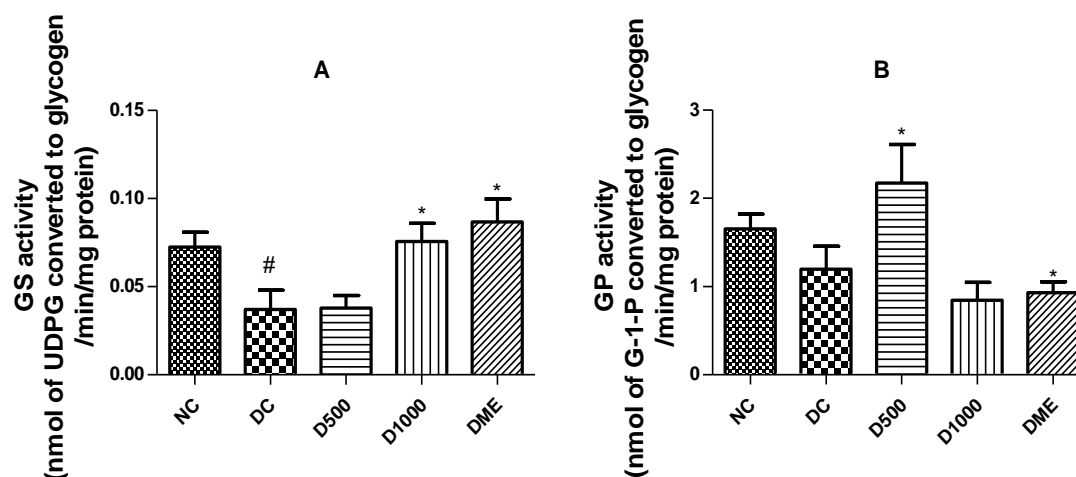 A
GS activity
(nmol of UDPG converted to glycogen
/min/mg protein)
0.15
0.10
0.05
0.00
#
*
*
NC
DC
D500
D1000
DME
B
GP activity
(nmol of G-1-P converted to glycogen
/min/mg protein)
3
2
1
0
*
*
NC
DC
D500
D1000
DME